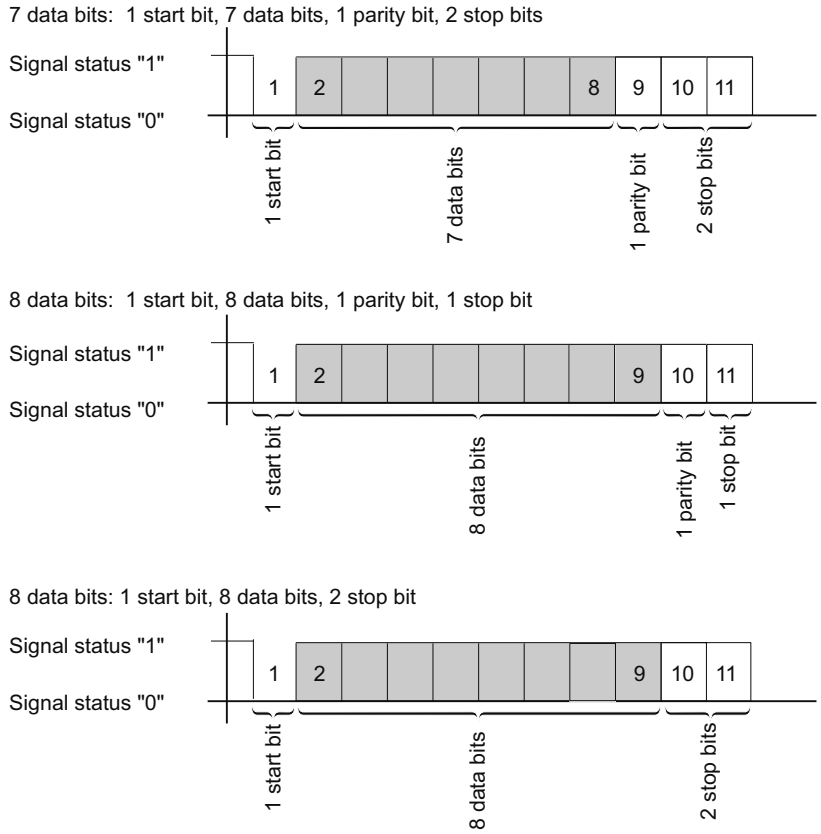 7 data bits:  1 start bit, 7 data bits, 1 parity bit, 2 stop bits
Signal status "1"
1 2 8 9 10 11
Signal status "0"
1 start bit
7 data bits
1 parity bit
2 stop bits
8 data bits:  1 start bit, 8 data bits, 1 parity bit, 1 stop bit
Signal status "1"
1 2 9 10 11
Signal status "0"
1 start bit
8 data bits
1 parity bit
1 stop bit
8 data bits: 1 start bit, 8 data bits, 2 stop bit
Signal status "1"
1 2 9 10 11
Signal status "0"
1 start bit
8 data bits
2 stop bits